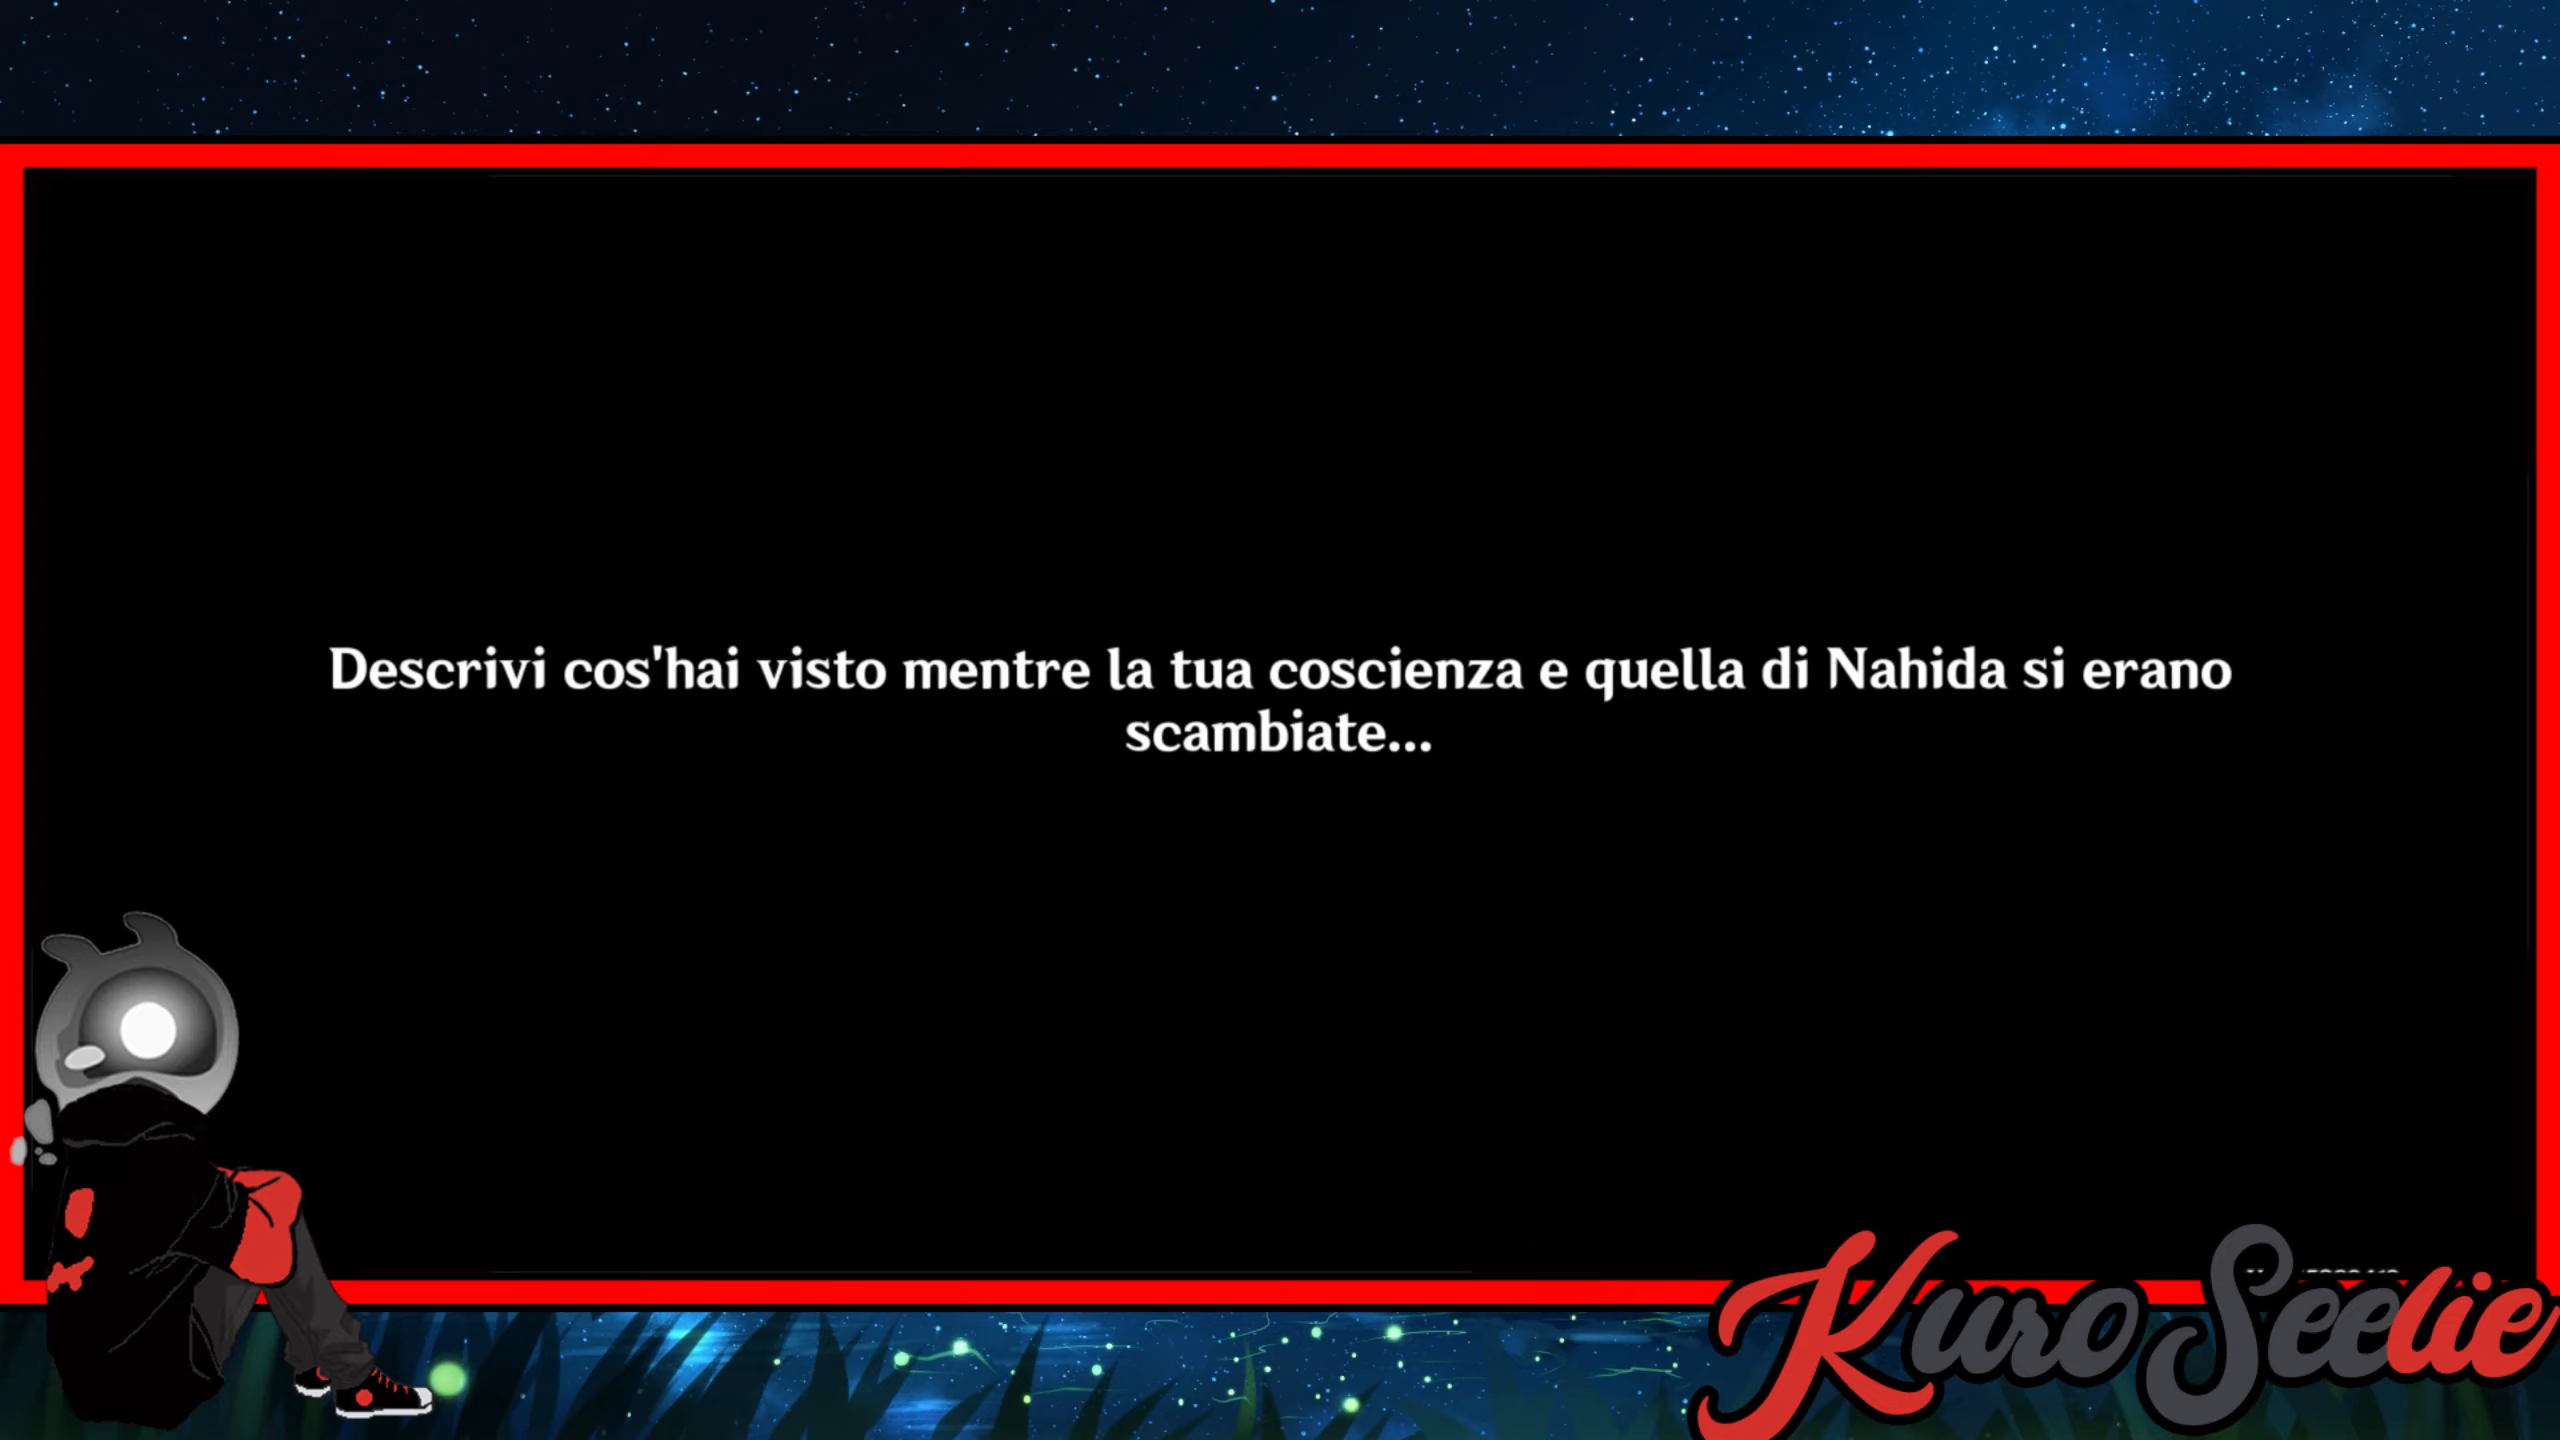 Descrivi cos'hai visto mentre la tua coscienza e quella di Nahida si erano
scambiate...
KuroSeelie